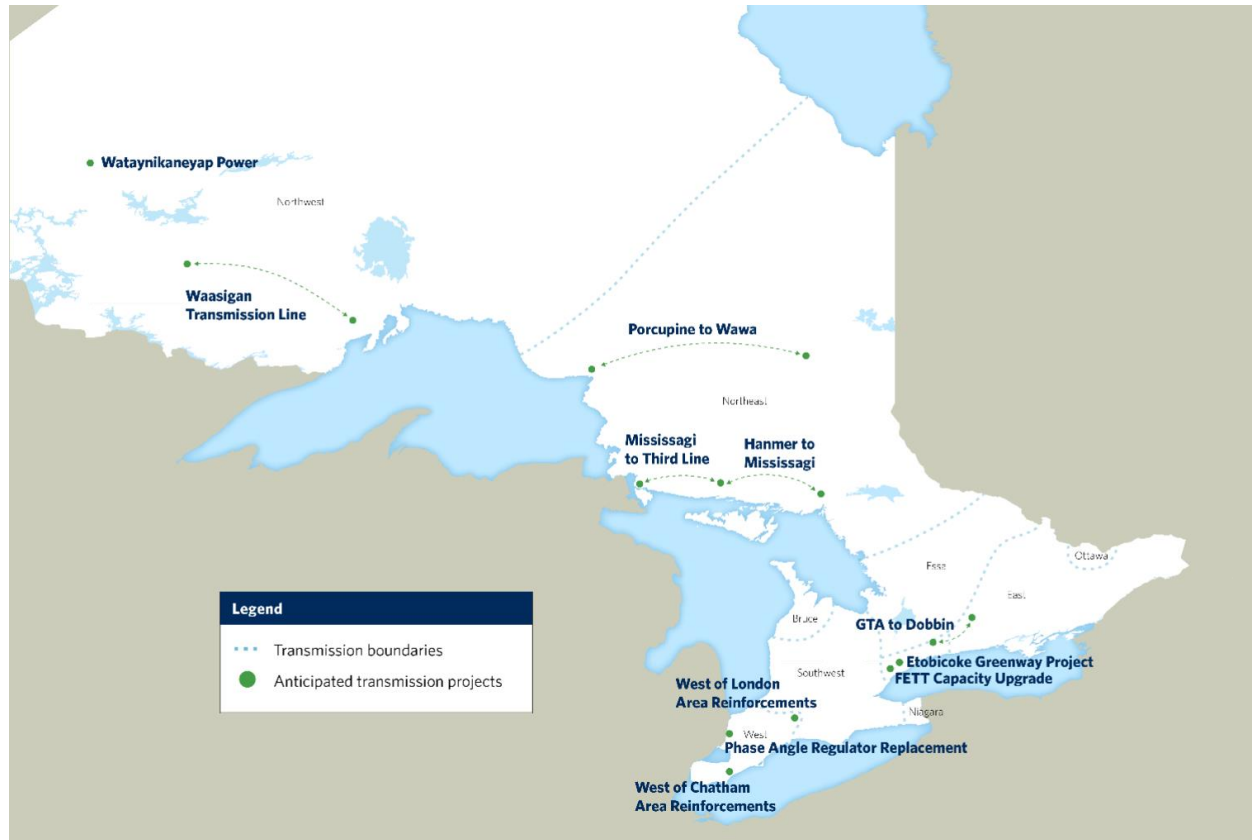 Wataynikaneyap Power
Northwest
Waasigan
Transmission Line
Porcupine to Wawa
Northeast
Mississagi
to Third Line
Hanmer to
Mississagi
Ottawa
Essa
East
Bruce
GTA to Dobbin
Etobicoke Greenway Project
FETT Capacity Upgrade
Southwest
West of London
Area Reinforcements
Niagara
West
Phase Angle Regulator Replacement
West of Chatham
Area Reinforcements
Legend
Transmission boundaries
Anticipated transmission projects